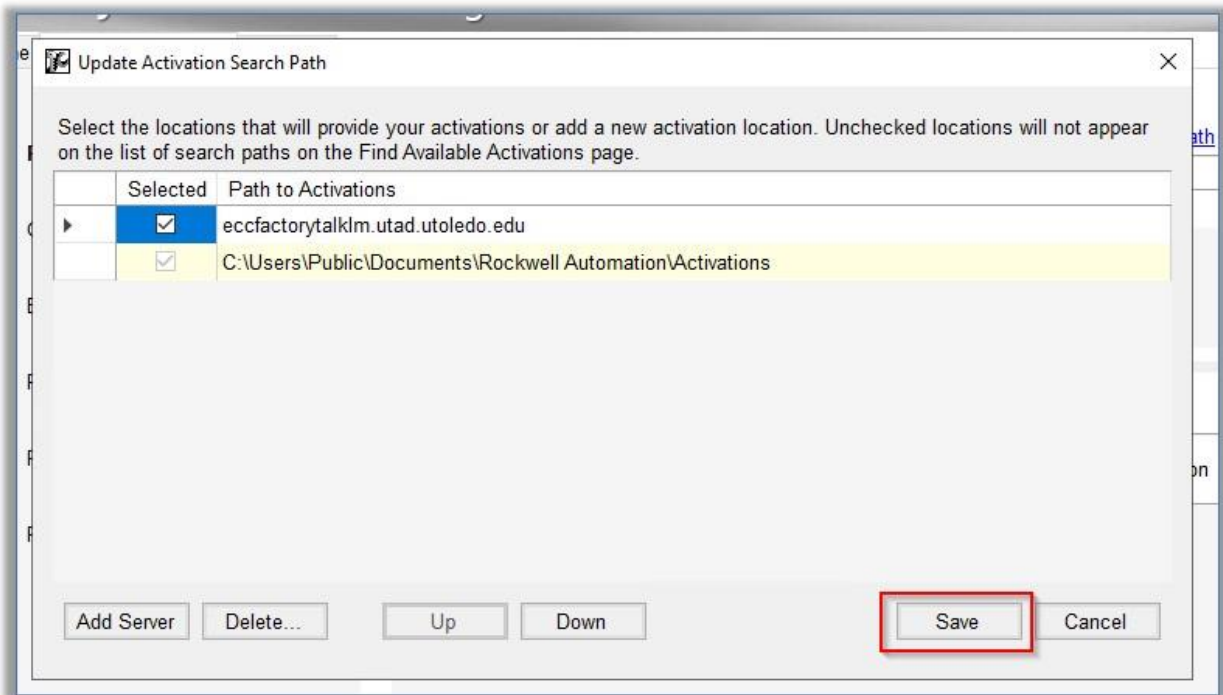 Update Activation Search Path
Select the locations that will provide your activations or add a new activation location. Unchecked locations will not appear
on the list of search paths on the Find Available Activations page.
Selected Path to Activations
eccfactorytalklm.utad.utoledo.edu
C:\Users\Public\Documents\Rockwell Automation\Activations
Add Server Delete... Up Down Save Cancel